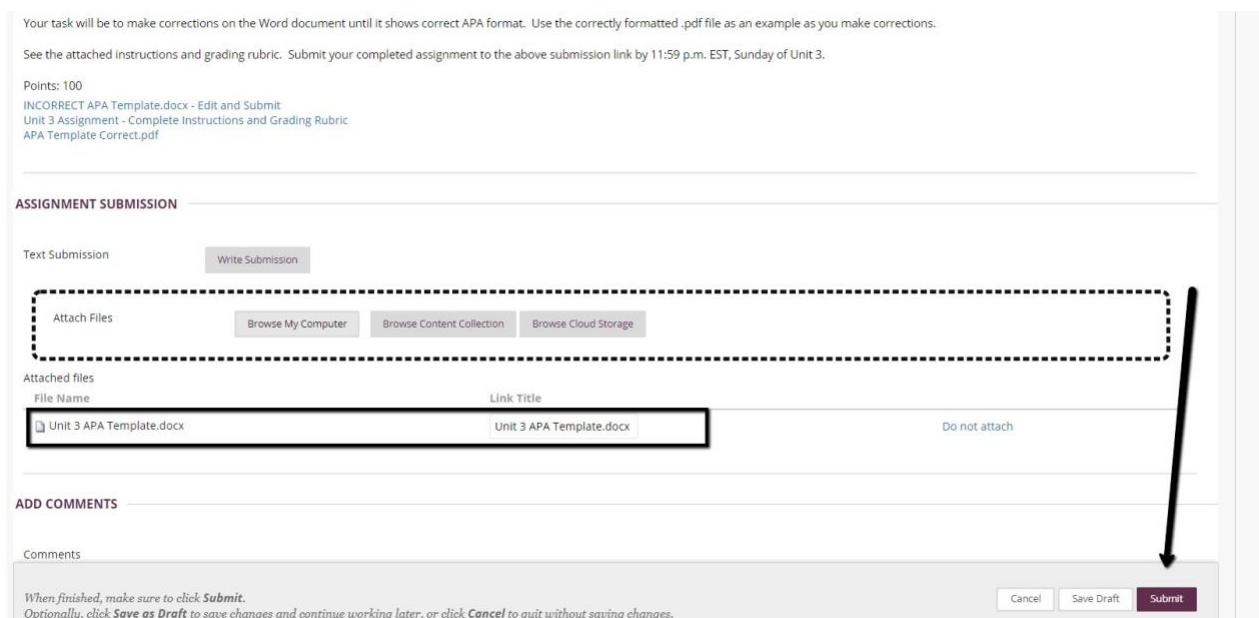 Your task will be to make corrections on the Word document until it shows correct APA format. Use the correctly formatted .pdf file as an example as you make corrections.
See the attached instructions and grading rubric. Submit your completed assignment to the above submission link by 11:59 p.m. EST, Sunday of Unit 3.
Points: 100
INCORRECT APA Template.docx - Edit and Submit
Unit 3 Assignment - Complete Instructions and Grading Rubric
APA Template Correct.pdf
ASSIGNMENT SUBMISSION
Text Submission Write Submission
Attach Files Browse My Computer Browse Content Collection Browse Cloud Storage
Attached files
File Name Link Title
Unit 3 APA Template.docx Unit 3 APA Template.docx Do not attach
ADD COMMENTS
Comments
When finished, make sure to click Submit.
Optionally, click Save as Draft to save changes and continue working later, or click Cancel to quit without saving changes.
Cancel Save Draft Submit